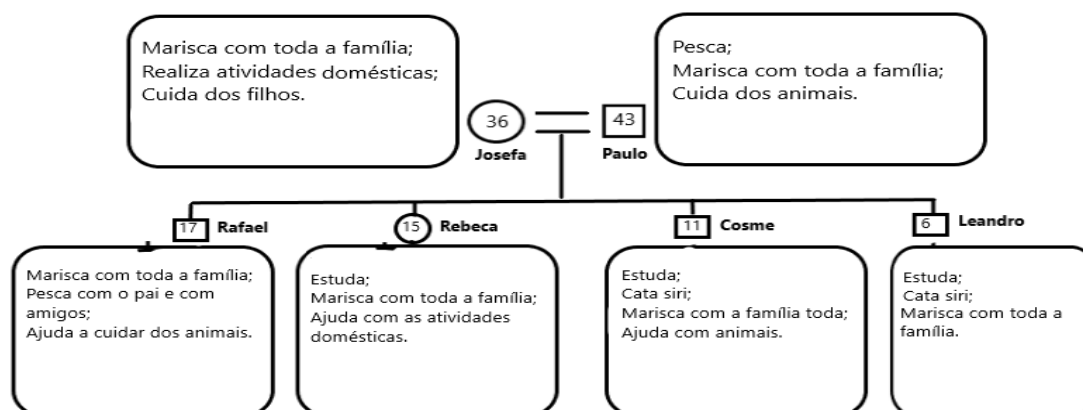 Marisca com toda a família;
Realiza atividades domésticas;
Cuida dos filhos.
36
Josefa
43
Paulo
Pesca;
Marisca com toda a família;
Cuida dos animais.
17 Rafael
Marisca com toda a família;
Pesca com o pai e com
amigos;
Ajuda a cuidar dos animais.
15 Rebeca
Estuda;
Marisca com toda a família;
Ajuda com as atividades
domésticas.
11 Cosme
Estuda;
Cata siri;
Marisca com a família toda;
Ajuda com animais.
6 Leandro
Estuda;
Cata siri;
Marisca com toda a
família.